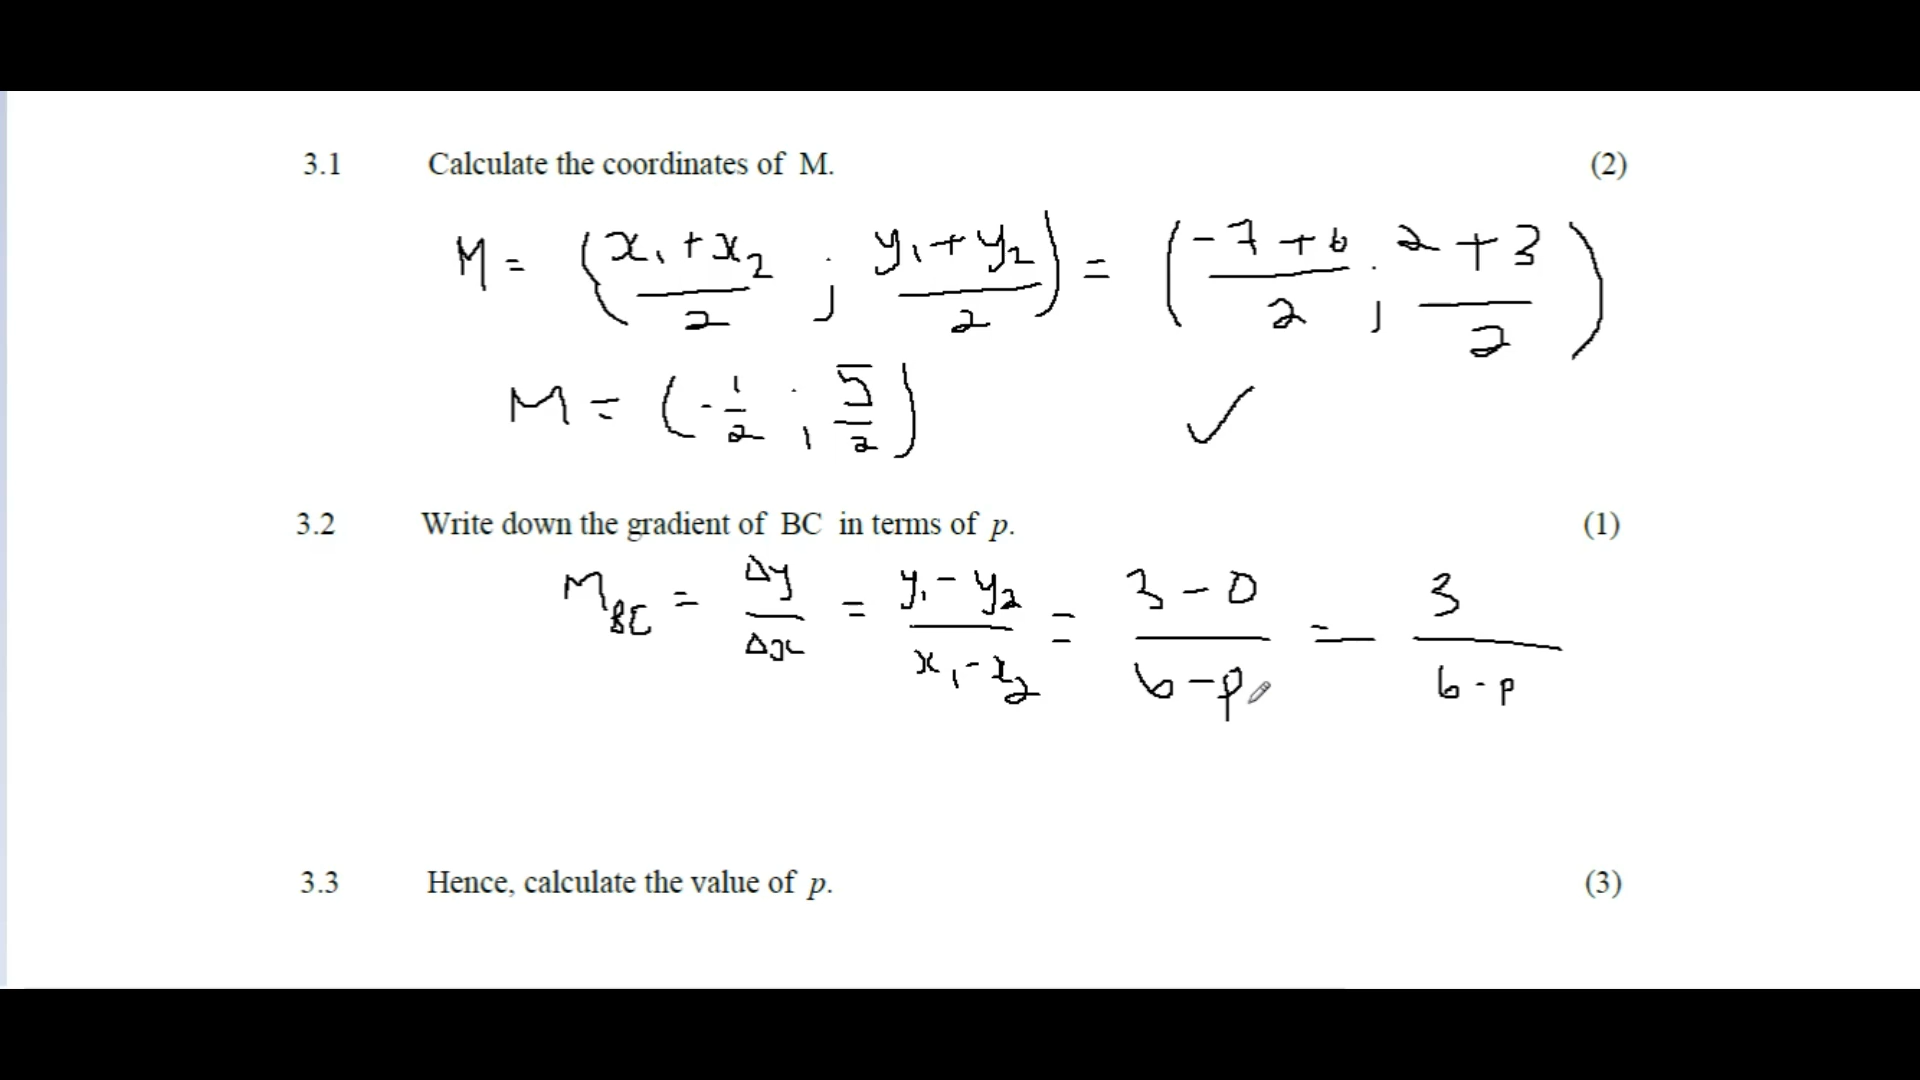 3.1 Calculate the coordinates of M. (2)
M = (x₁ + x₂ / 2 ; y₁ + y₂ / 2) = (-7 + 6 / 2 ; 2 + 3 / 2)
M = (-1/2 ; 5/2) ✓
3.2 Write down the gradient of BC in terms of p. (1)
M_BC = Δy / Δx = y₁ - y₂ / x₁ - x₂ = 3 - 0 / 6 - p = 3 / 6 - p
3.3 Hence, calculate the value of p. (3)